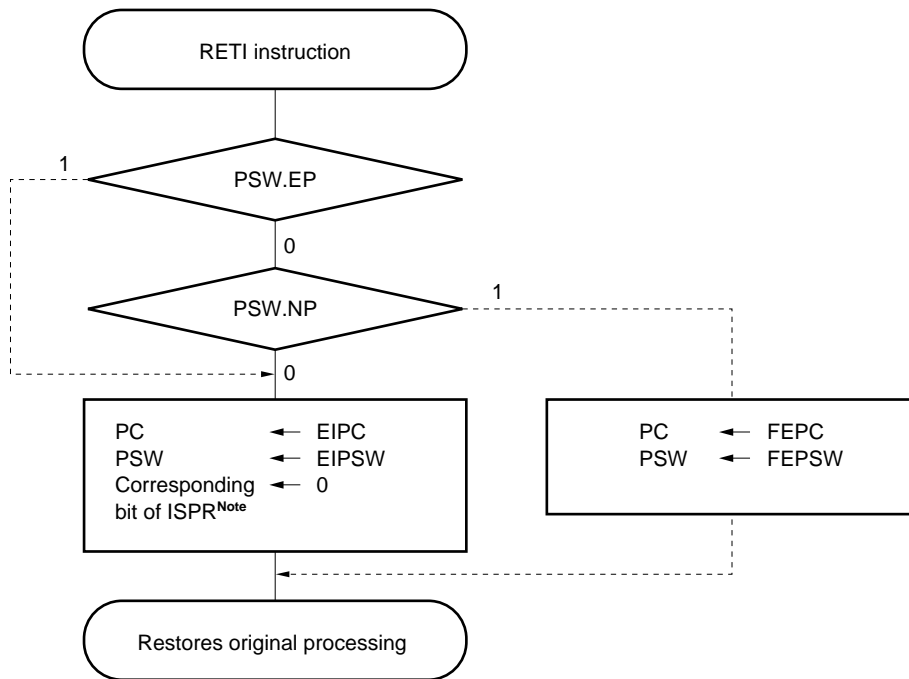 RETI instruction
1
PSW.EP
0
PSW.NP
1
0
PC ← EIPC
PSW ← EIPSW
Corresponding ← 0
bit of ISPRNote
PC ← FEPC
PSW ← FEPSW
Restores original processing